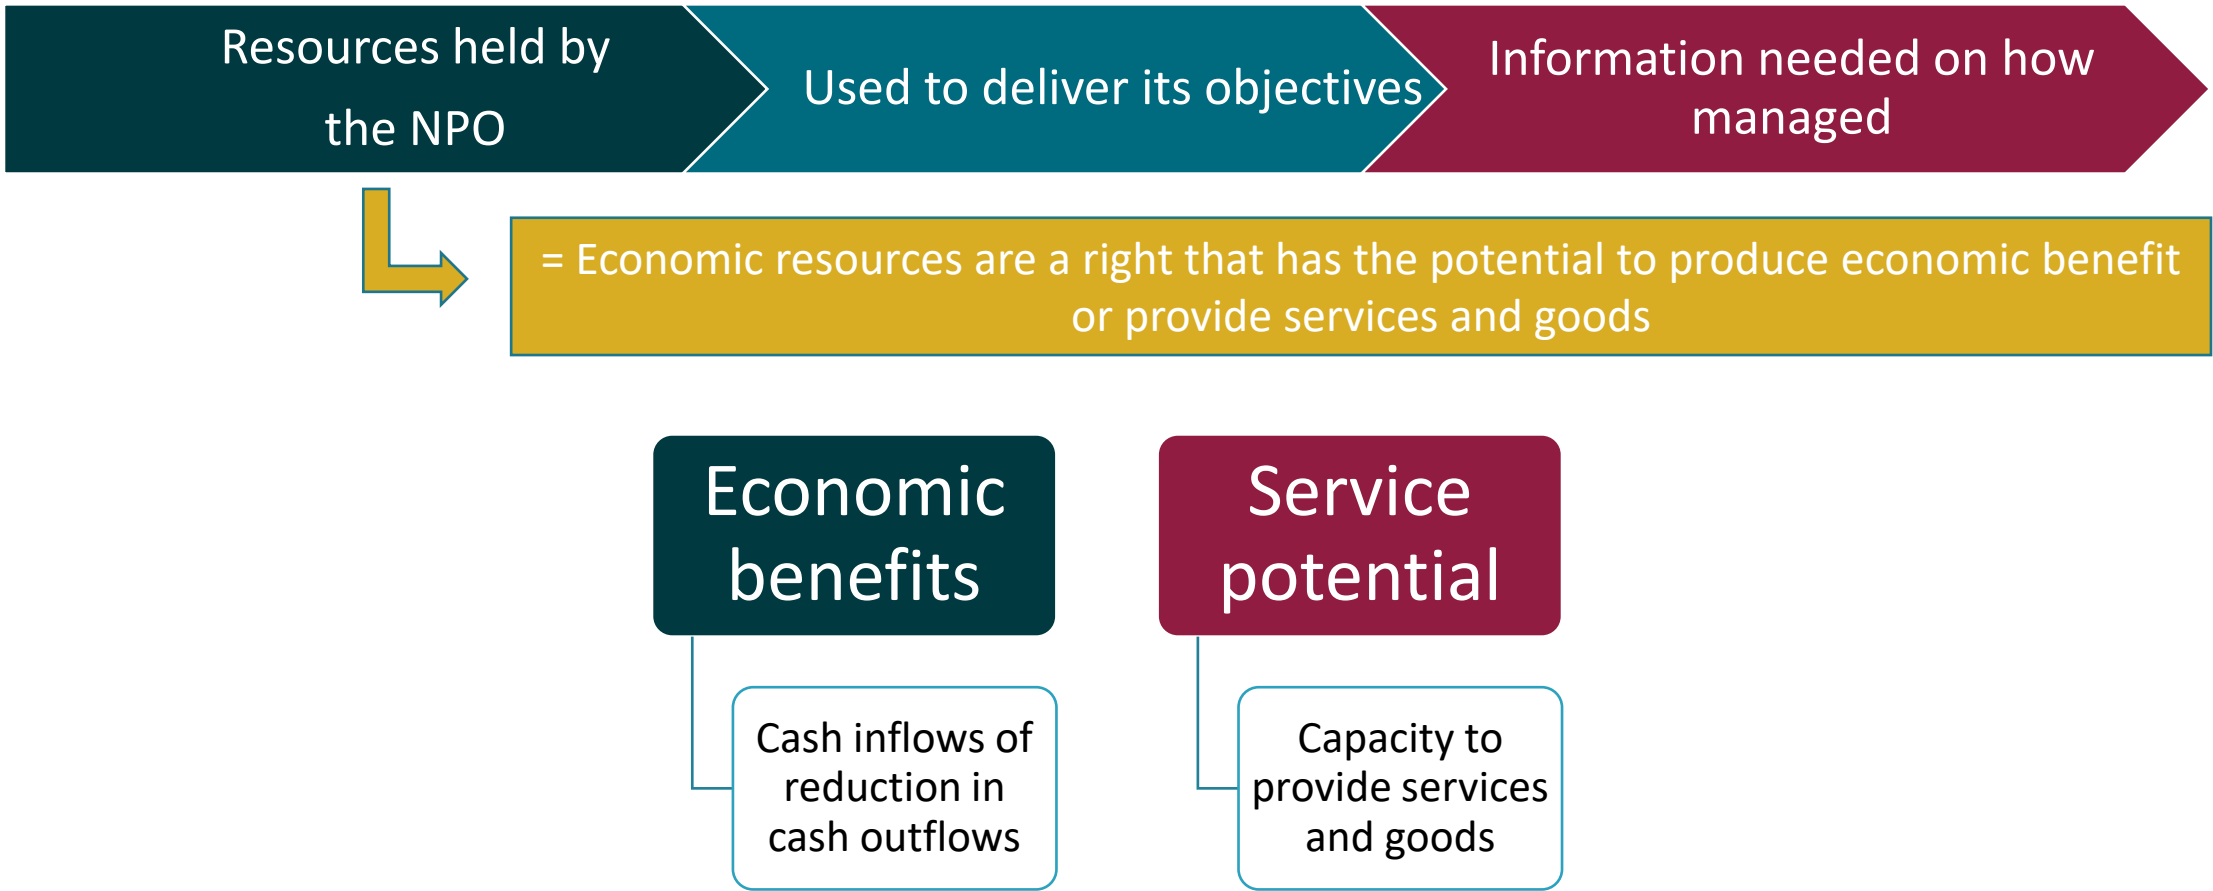 Resources held by
the NPO
Used to deliver its objectives
Information needed on how
managed
= Economic resources are a right that has the potential to produce economic benefit
or provide services and goods
Economic
benefits
Service
potential
Cash inflows of
reduction in
cash outflows
Capacity to
provide services
and goods